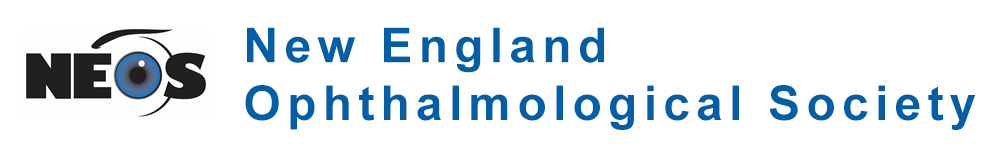 NEOS
New England
Ophthalmological Society